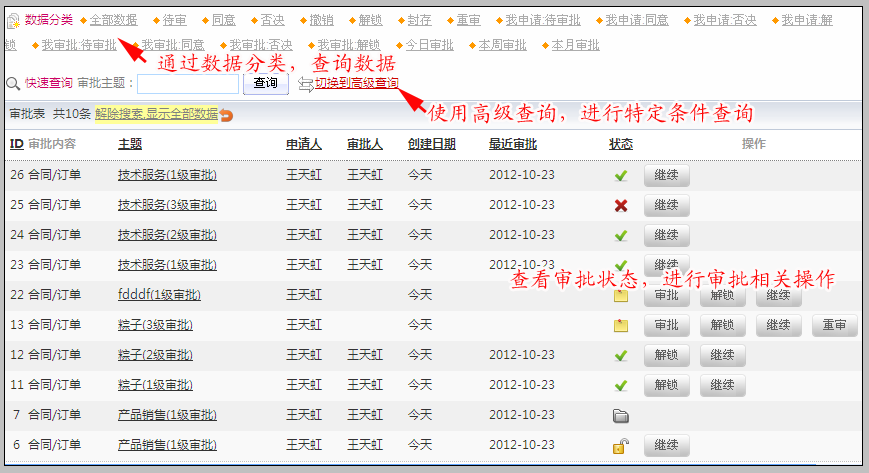 数据分类 ◆全部数据 ◆待审 ◆同意 ◆否决 ◆撤销 ◆解锁 ◆封存 ◆重审 ◆我申请:待审批 ◆我申请:同意 ◆我申请:否决 ◆我申请:解
锁 ◆我审批:待审批 ◆我审批:同意 ◆我审批:否决 ◆我审批:解锁 ◆今日审批 ◆本周审批 ◆本月审批
通过数据分类，查询数据
快速查询 审批主题： 查询 切换到高级查询
使用高级查询，进行特定条件查询
审批表 共10条 解除搜索,显示全部数据
ID 审批内容 主题 申请人 审批人 创建日期 最近审批 状态 操作
26 合同/订单 技术服务(1级审批) 王天虹 王天虹 今天 2012-10-23 继续
25 合同/订单 技术服务(3级审批) 王天虹 王天虹 今天 2012-10-23 继续
24 合同/订单 技术服务(2级审批) 王天虹 王天虹 今天 2012-10-23 继续
23 合同/订单 技术服务(1级审批) 王天虹 王天虹 今天 2012-10-23 继续
查看审批状态，进行审批相关操作
22 合同/订单 fdddf(1级审批) 王天虹 今天 审批 解锁 继续
13 合同/订单 粽子(3级审批) 王天虹 今天 审批 解锁 继续 重审
12 合同/订单 粽子(2级审批) 王天虹 王天虹 今天 2012-10-23 解锁 继续
11 合同/订单 粽子(1级审批) 王天虹 王天虹 今天 2012-10-23 解锁 继续
7 合同/订单 产品销售(1级审批) 王天虹 王天虹 今天 2012-10-23
6 合同/订单 产品销售(1级审批) 王天虹 王天虹 今天 2012-10-23 继续